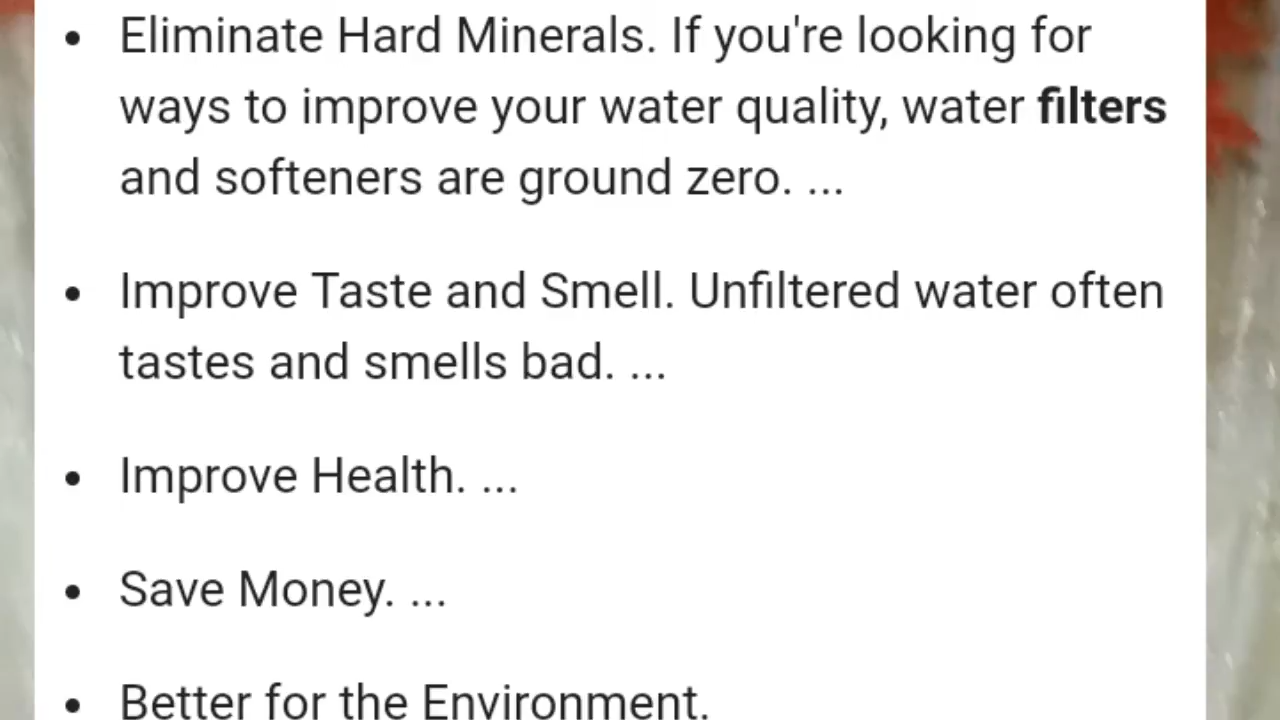 • Eliminate Hard Minerals. If you're looking for
ways to improve your water quality, water filters
and softeners are ground zero. ...
• Improve Taste and Smell. Unfiltered water often
tastes and smells bad. ...
• Improve Health. ...
• Save Money. ...
• Better for the Environment.